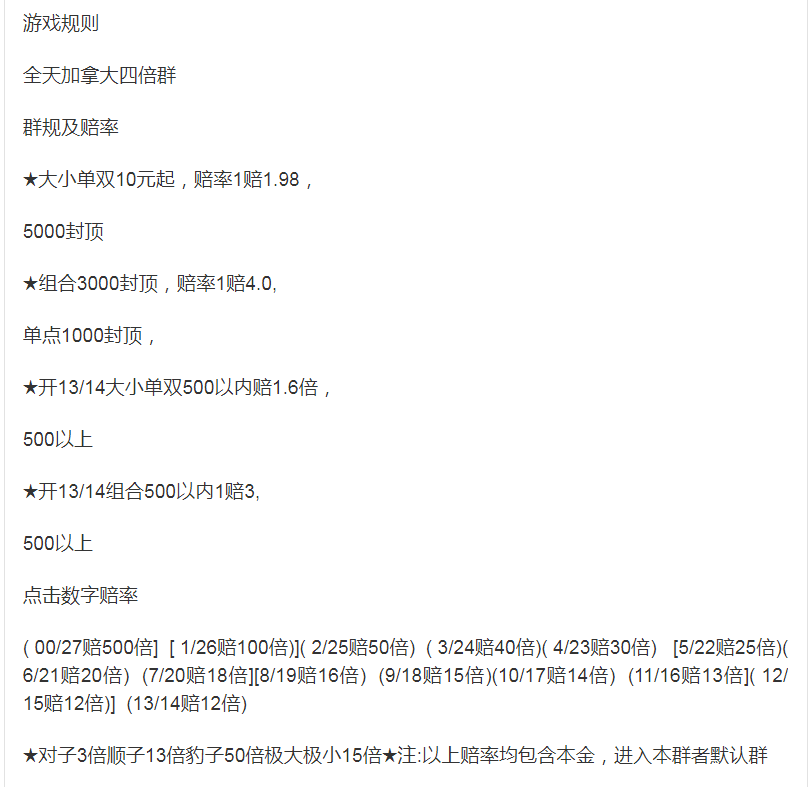 游戏规则
全天加拿大四倍群
群规及赔率
★大小单双10元起，赔率1赔1.98，
5000封顶
★组合3000封顶，赔率1赔4.0,
单点1000封顶，
★开13/14大小单双500以内赔1.6倍，
500以上
★开13/14组合500以内1赔3,
500以上
点击数字赔率
( 00/27赔500倍]  [ 1/26赔100倍)]( 2/25赔50倍)  ( 3/24赔40倍)( 4/23赔30倍)  [5/22赔25倍)(
6/21赔20倍)  (7/20赔18倍][8/19赔16倍)  (9/18赔15倍)(10/17赔14倍)  (11/16赔13倍]( 12/
15赔12倍)]  (13/14赔12倍)
★对子3倍顺子13倍豹子50倍极大极小15倍★注:以上赔率均包含本金，进入本群者默认群